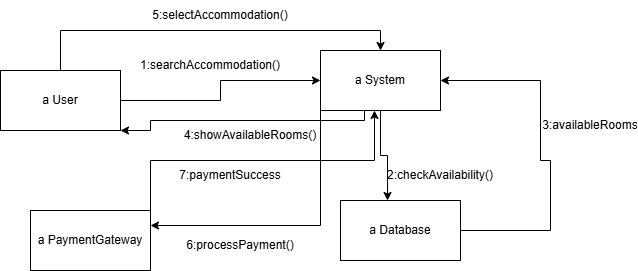 5:selectAccommodation()
1:searchAccommodation()
a System
a User
3:availableRooms
4:showAvailableRooms()
7:paymentSuccess
2:checkAvailability()
a Database
a PaymentGateway
6:processPayment()